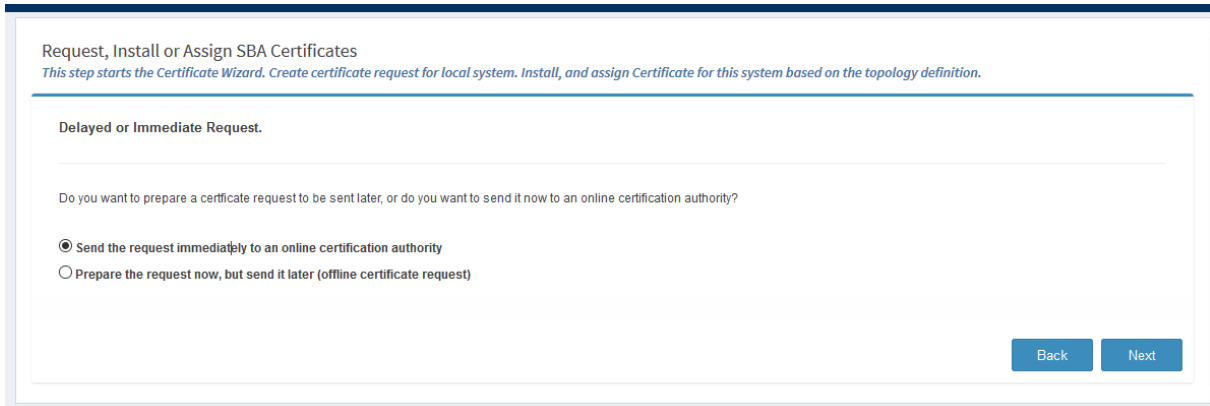 Request, Install or Assign SBA Certificates
This step starts the Certificate Wizard. Create certificate request for local system. Install, and assign Certificate for this system based on the topology definition.
Delayed or Immediate Request.
Do you want to prepare a certficate request to be sent later, or do you want to send it now to an online certification authority?
Send the request immediately to an online certification authority
Prepare the request now, but send it later (offline certificate request)
Back Next